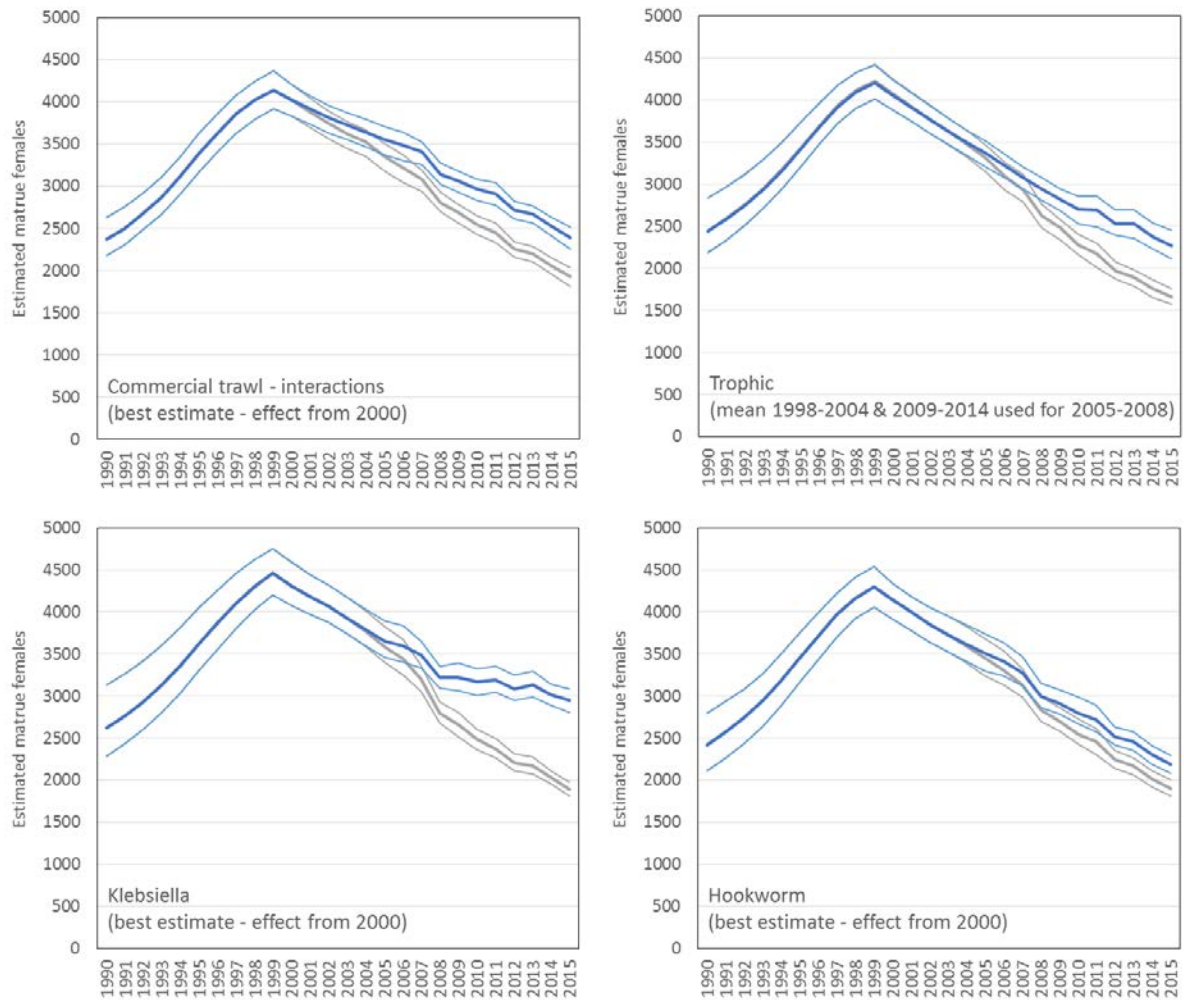 Estimated matrue females
5000
4500
4000
3500
3000
2500
2000
1500
1000
500
0
Commercial trawl - interactions
(best estimate - effect from 2000)
1990 1991 1992 1993 1994 1995 1996 1997 1998 1999 2000 2001 2002 2003 2004 2005 2006 2007 2008 2009 2010 2011 2012 2013 2014 2015
Estimated matrue females
5000
4500
4000
3500
3000
2500
2000
1500
1000
500
0
Trophic
(mean 1998-2004 & 2009-2014 used for 2005-2008)
1990 1991 1992 1993 1994 1995 1996 1997 1998 1999 2000 2001 2002 2003 2004 2005 2006 2007 2008 2009 2010 2011 2012 2013 2014 2015
Estimated matrue females
5000
4500
4000
3500
3000
2500
2000
1500
1000
500
0
Klebsiella
(best estimate - effect from 2000)
1990 1991 1992 1993 1994 1995 1996 1997 1998 1999 2000 2001 2002 2003 2004 2005 2006 2007 2008 2009 2010 2011 2012 2013 2014 2015
Estimated matrue females
5000
4500
4000
3500
3000
2500
2000
1500
1000
500
0
Hookworm
(best estimate - effect from 2000)
1990 1991 1992 1993 1994 1995 1996 1997 1998 1999 2000 2001 2002 2003 2004 2005 2006 2007 2008 2009 2010 2011 2012 2013 2014 2015